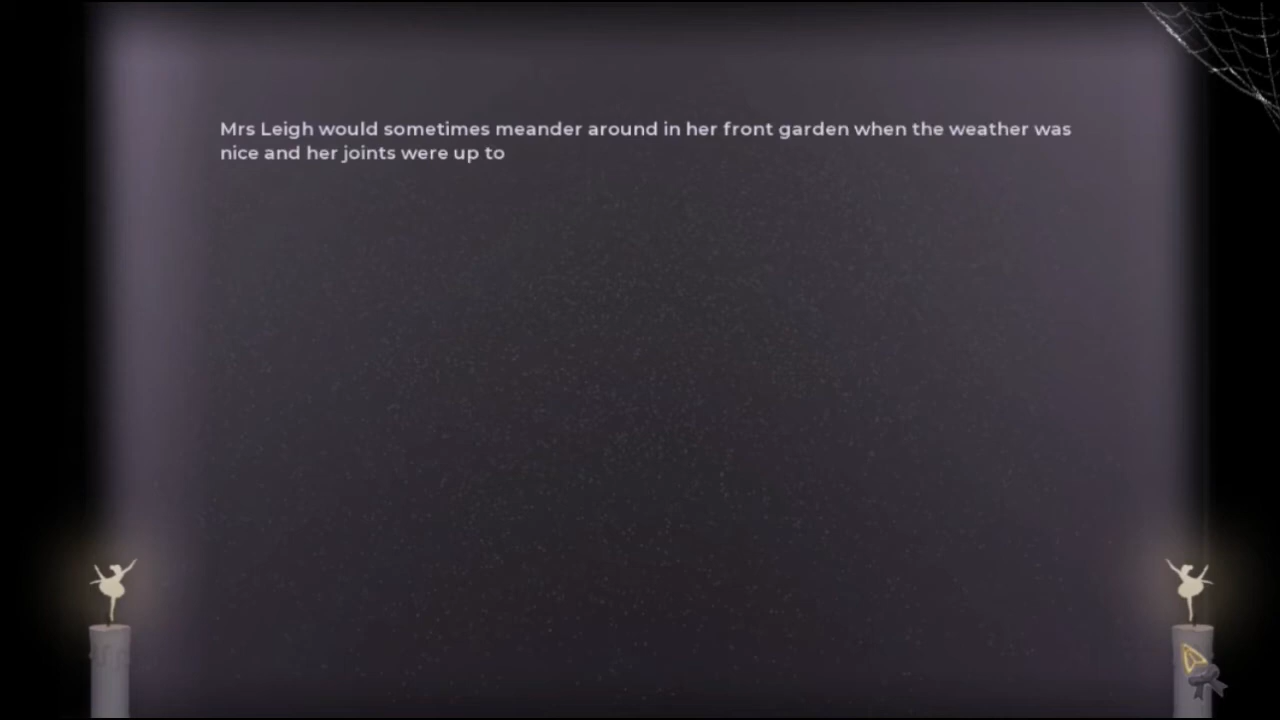 Mrs Leigh would sometimes meander around in her front garden when the weather was
nice and her joints were up to